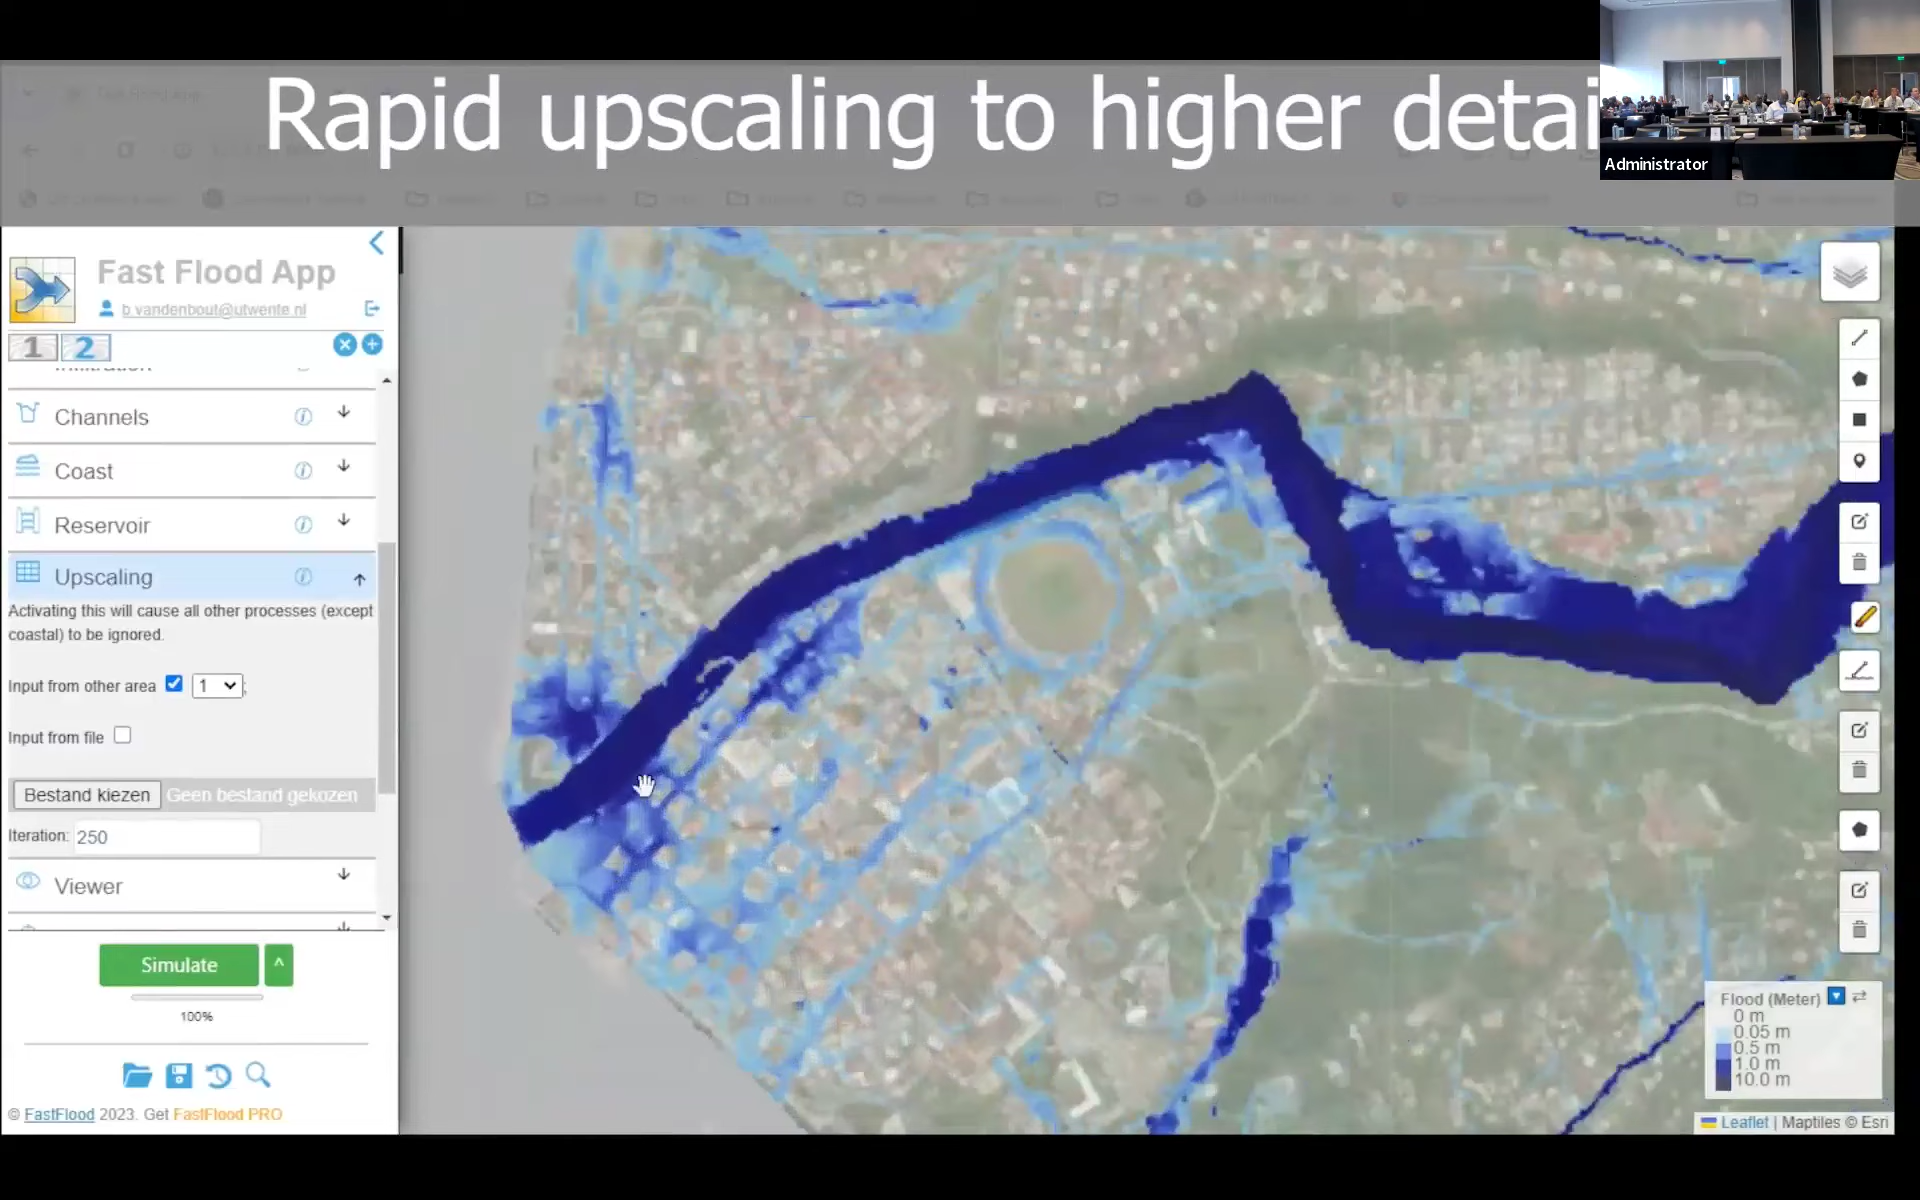 Rapid upscaling to higher detai
Administrator
Fast Flood App
b.vandenbout@utwente.nl
1 2
Channels
Coast
Reservoir
Upscaling
Activating this will cause all other processes (except
coastal) to be ignored.
Input from other area 1
Input from file
Bestand kiezen Geen bestand gekozen
Iteration: 250
Viewer
Simulate ^
100%
© FastFlood 2023. Get FastFlood PRO
Flood (Meter)
0 m
0.05 m
0.5 m
1.0 m
10.0 m
Leaflet | Maptiles © Esri